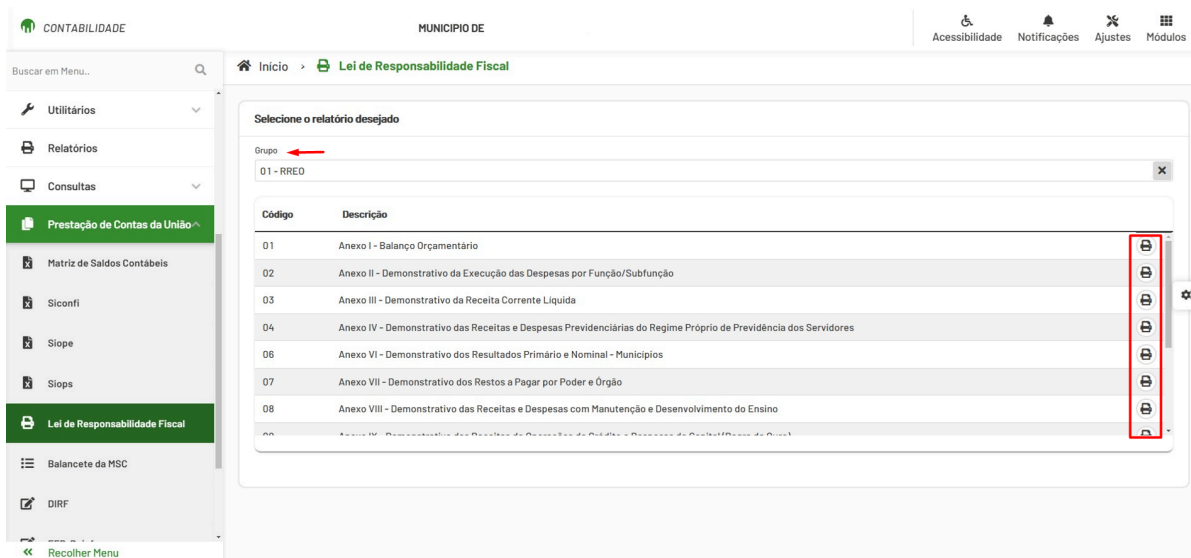 CONTABILIDADE
MUNICIPIO DE
Acessibilidade
Notificações
Ajustes
Módulos
Buscar em Menu..
Início
Lei de Responsabilidade Fiscal
Utilitários
Relatórios
Consultas
Prestação de Contas da União
Matriz de Saldos Contábeis
Siconfi
Siope
Siops
Lei de Responsabilidade Fiscal
Balancete da MSC
DIRF
Recolher Menu
Selecione o relatório desejado
Grupo
01 - RREO
Código Descrição
01 Anexo I - Balanço Orçamentário
02 Anexo II - Demonstrativo da Execução das Despesas por Função/Subfunção
03 Anexo III - Demonstrativo da Receita Corrente Líquida
04 Anexo IV - Demonstrativo das Receitas e Despesas Previdenciárias do Regime Próprio de Previdência dos Servidores
06 Anexo VI - Demonstrativo dos Resultados Primário e Nominal - Municípios
07 Anexo VII - Demonstrativo dos Restos a Pagar por Poder e Órgão
08 Anexo VIII - Demonstrativo das Receitas e Despesas com Manutenção e Desenvolvimento do Ensino